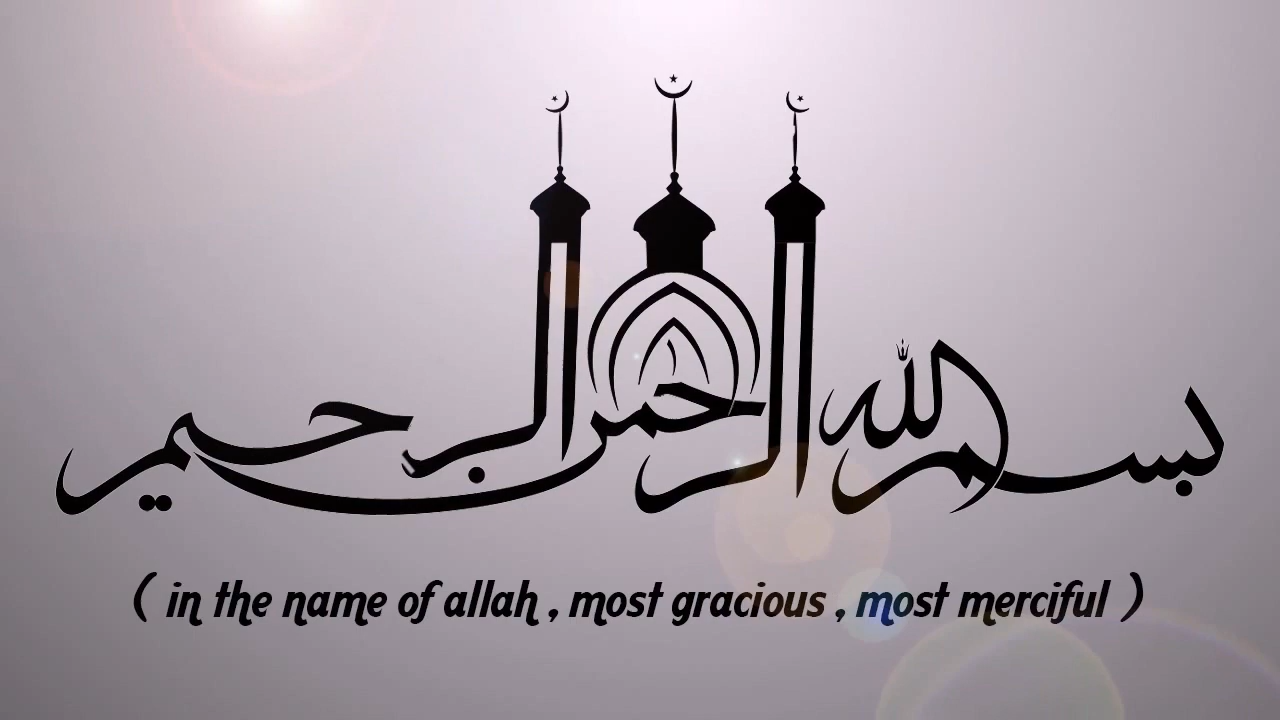 بسم الله الرحمن الرحيم
( in the name of allah , most gracious , most merciful )